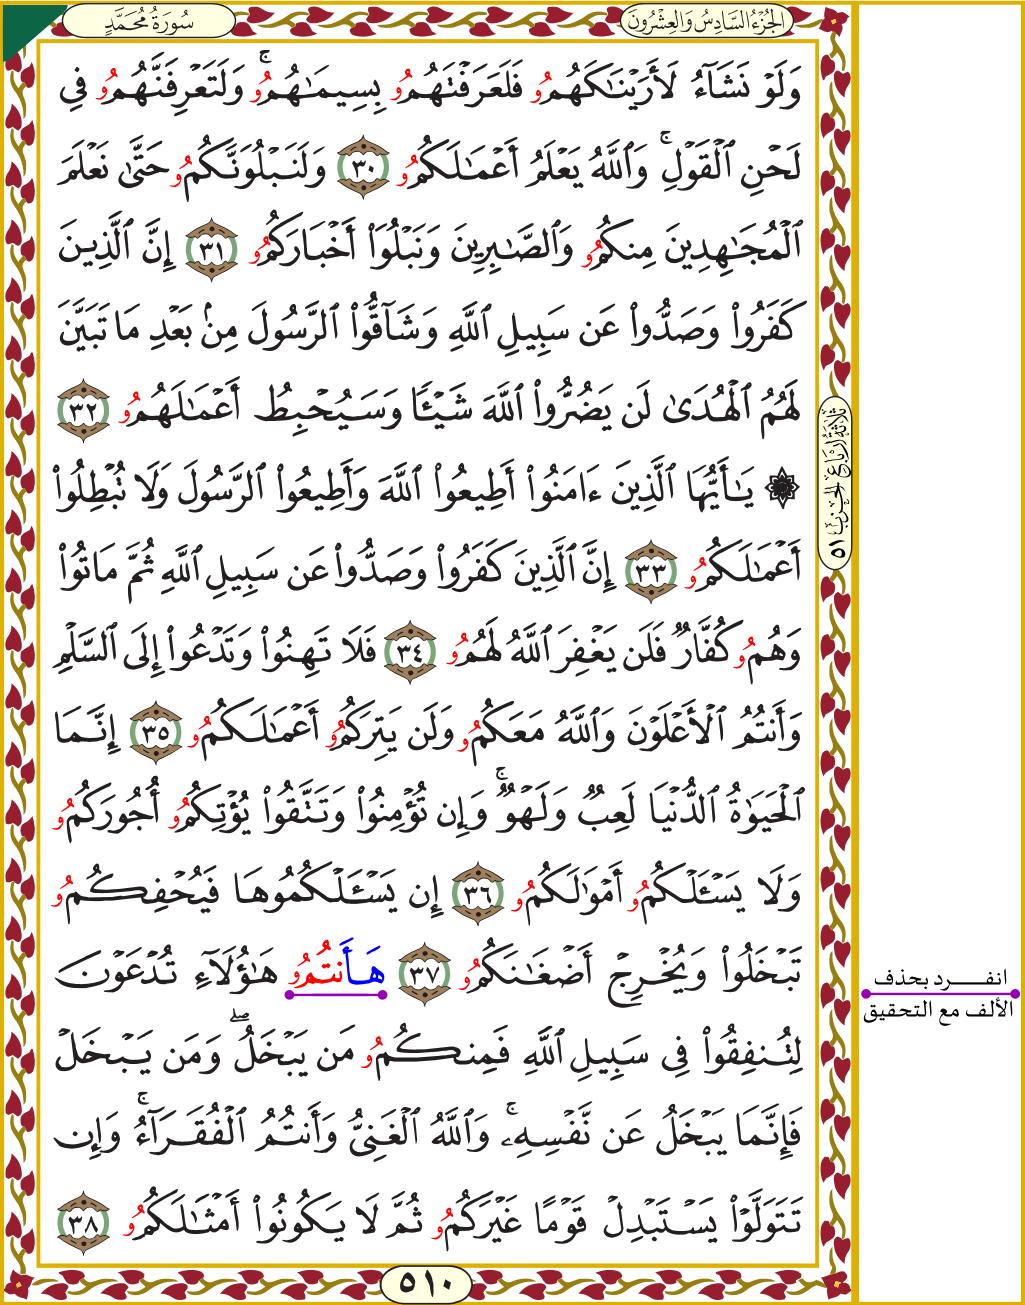 الجُزْءُ السَّادِسُ وَالعِشْرُونَ
سُورَةُ مُحَمَّدٍ
وَلَوۡ نَشَآءُ لَأَرَيۡنَٰكَهُمُۥ فَلَعَرَفۡتَهُمُۥ بِسِيمَٰهُمُۥۚ وَلَتَعۡرِفَنَّهُمُۥ فِي
لَحۡنِ ٱلۡقَوۡلِۚ وَٱللَّهُ يَعۡلَمُ أَعۡمَٰلَكُمُۥ ٣٠ وَلَنَبۡلُوَنَّكُمُۥ حَتَّىٰ نَعۡلَمَ
ٱلۡمُجَٰهِدِينَ مِنكُمُۥ وَٱلصَّٰبِرِينَ وَنَبۡلُوَاْ أَخۡبَارَكُمُۥ ٣١ إِنَّ ٱلَّذِينَ
كَفَرُواْ وَصَدُّواْ عَن سَبِيلِ ٱللَّهِ وَشَآقُّواْ ٱلرَّسُولَ مِنۢ بَعۡدِ مَا تَبَيَّنَ
لَهُمُ ٱلۡهُدَىٰ لَن يَضُرُّواْ ٱللَّهَ شَيۡـٔٗا وَسَيُحۡبِطُ أَعۡمَٰلَهُمُۥ ٣٢
۞ يَٰٓأَيُّهَا ٱلَّذِينَ ءَامَنُوٓاْ أَطِيعُواْ ٱللَّهَ وَأَطِيعُواْ ٱلرَّسُولَ وَلَا تُبۡطِلُوٓاْ
أَعۡمَٰلَكُمُۥ ٣٣ إِنَّ ٱلَّذِينَ كَفَرُواْ وَصَدُّواْ عَن سَبِيلِ ٱللَّهِ ثُمَّ مَاتُواْ
وَهُمُۥ كُفَّارٞ فَلَن يَغۡفِرَ ٱللَّهُ لَهُمُۥ ٣٤ فَلَا تَهِنُواْ وَتَدۡعُوٓاْ إِلَى ٱلسَّلۡمِ
وَأَنتُمُ ٱلۡأَعۡلَوۡنَ وَٱللَّهُ مَعَكُمُۥ وَلَن يَتِرَكُمُۥ أَعۡمَٰلَكُمُۥ ٣٥ إِنَّمَا
ٱلۡحَيَوٰةُ ٱلدُّنۡيَا لَعِبٞ وَلَهۡوٞۚ وَإِن تُؤۡمِنُواْ وَتَتَّقُواْ يُؤۡتِكُمُۥ أُجُورَكُمُۥ
وَلَا يَسۡـَٔلۡكُمُۥ أَمۡوَٰلَكُمُۥ ٣٦ إِن يَسۡـَٔلۡكُمُوهَا فَيُحۡفِكُمُۥ
تَبۡخَلُواْ وَيُخۡرِجۡ أَضۡغَٰنَكُمُۥ ٣٧ هَأَنتُمُۥ هَٰٓؤُلَآءِ تُدۡعَوۡنَ
لِتُنفِقُواْ فِي سَبِيلِ ٱللَّهِ فَمِنكُمُۥ مَن يَبۡخَلُۖ وَمَن يَبۡخَلۡ
فَإِنَّمَا يَبۡخَلُ عَن نَّفۡسِهِۦۚ وَٱللَّهُ ٱلۡغَنِيُّ وَأَنتُمُ ٱلۡفُقَرَآءُۚ وَإِن
تَتَوَلَّوۡاْ يَسۡتَبۡدِلۡ قَوۡمًا غَيۡرَكُمُۥ ثُمَّ لَا يَكُونُوٓاْ أَمۡثَٰلَكُمُۥ ٣٨
٥١٠
ثَلَاثَةُ أَرْبَاعِ الحِزْبِ ٥١
انفـــرد بحذف
الألف مع التحقيق